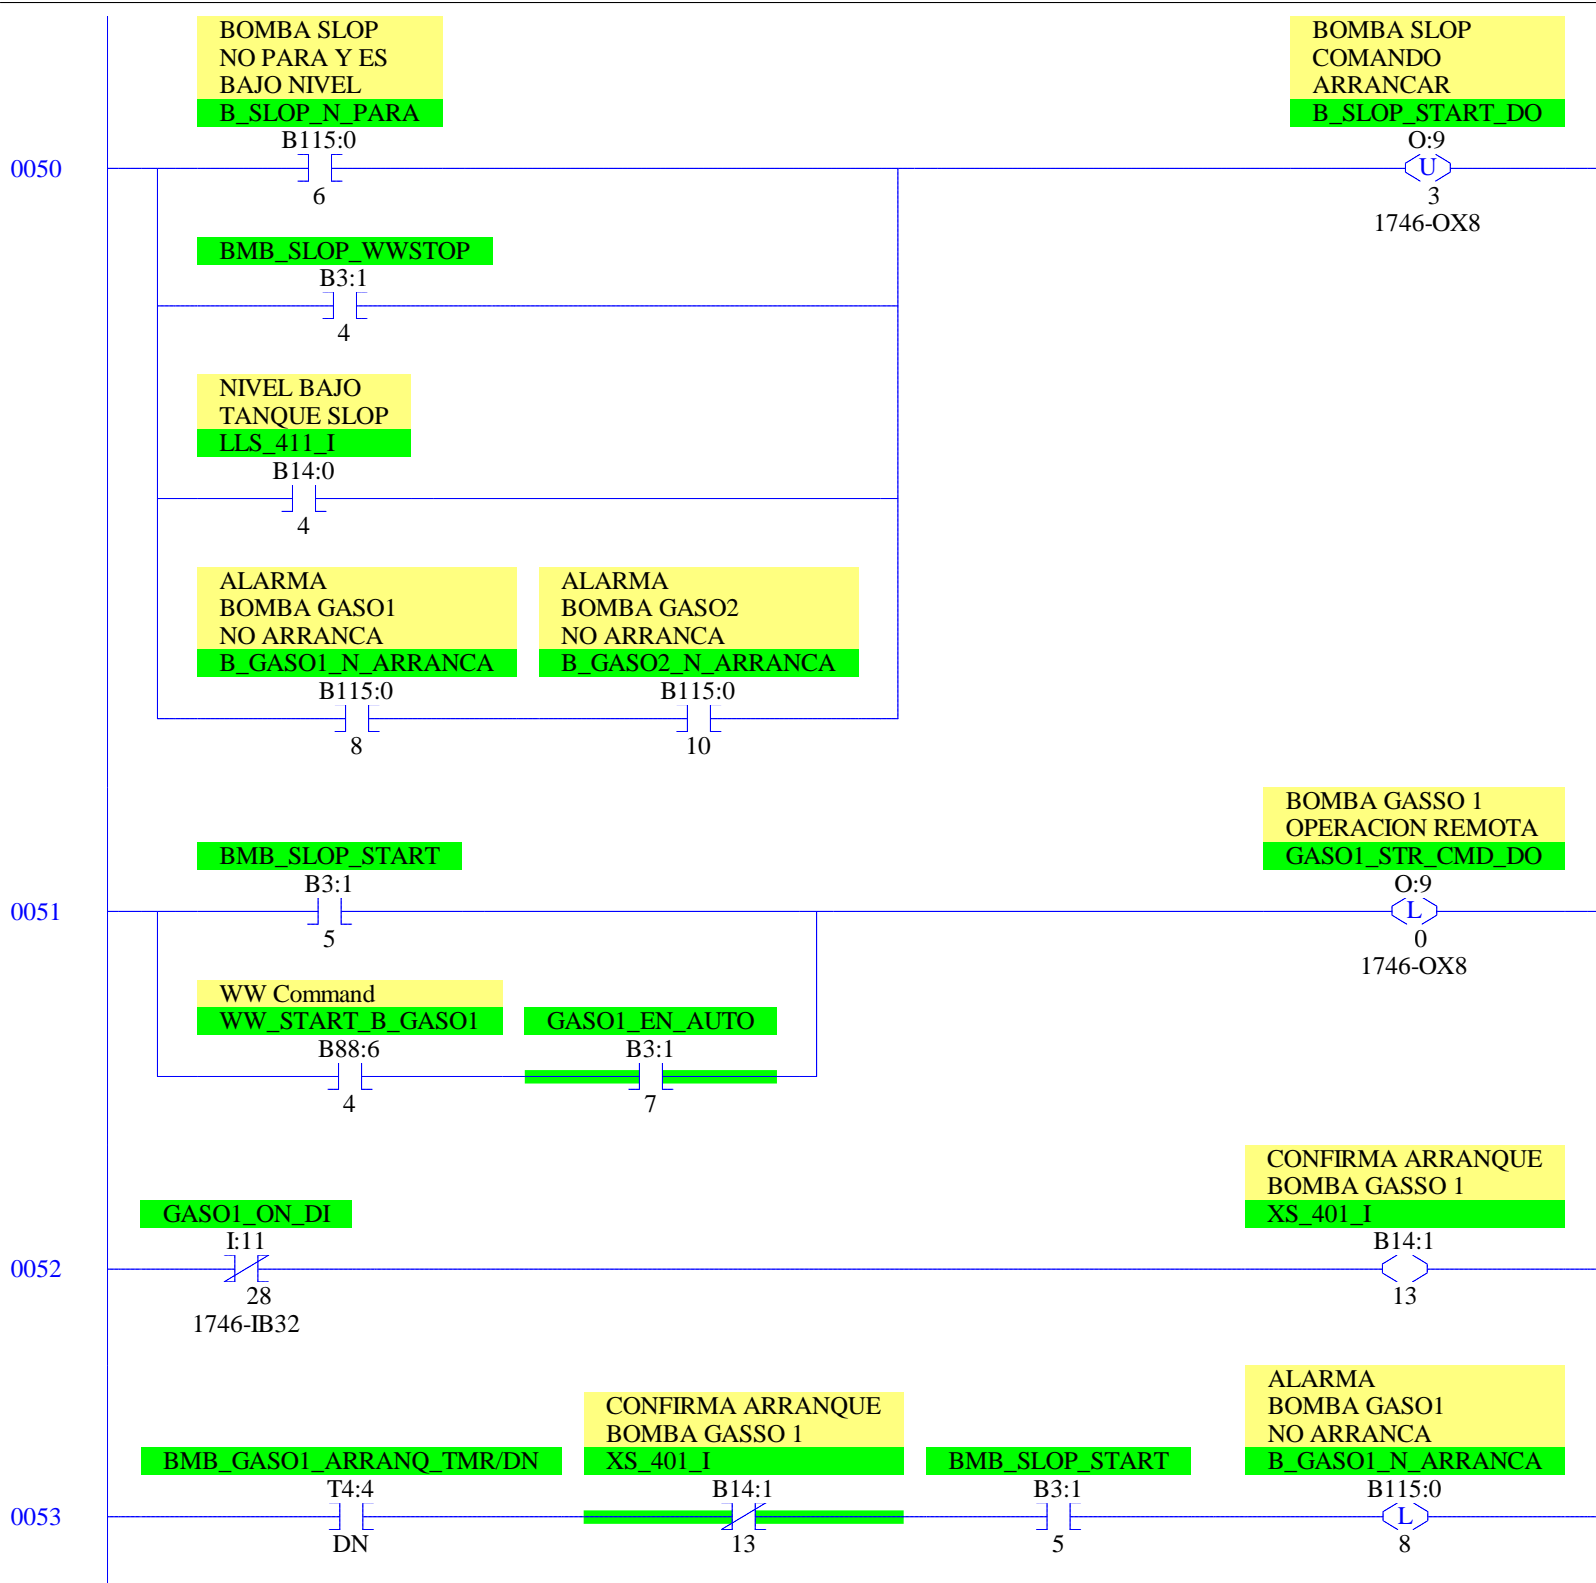 BOMBA SLOP
NO PARA Y ES
BAJO NIVEL
B_SLOP_N_PARA
B115:0
6
BOMBA SLOP
COMANDO
ARRANCAR
B_SLOP_START_DO
O:9
U
3
1746-OX8
0050
BMB_SLOP_WWSTOP
B3:1
4
NIVEL BAJO
TANQUE SLOP
LLS_411_I
B14:0
4
ALARMA
BOMBA GASO1
NO ARRANCA
B_GASO1_N_ARRANCA
B115:0
8
ALARMA
BOMBA GASO2
NO ARRANCA
B_GASO2_N_ARRANCA
B115:0
10
BOMBA GASSO 1
OPERACION REMOTA
GASO1_STR_CMD_DO
O:9
L
0
1746-OX8
BMB_SLOP_START
B3:1
5
0051
WW Command
WW_START_B_GASO1
B88:6
4
GASO1_EN_AUTO
B3:1
7
CONFIRMA ARRANQUE
BOMBA GASSO 1
XS_401_I
B14:1
13
GASO1_ON_DI
I:11
28
1746-IB32
0052
ALARMA
BOMBA GASO1
NO ARRANCA
B_GASO1_N_ARRANCA
B115:0
L
8
BMB_GASO1_ARRANQ_TMR/DN
T4:4
DN
CONFIRMA ARRANQUE
BOMBA GASSO 1
XS_401_I
B14:1
13
BMB_SLOP_START
B3:1
5
0053